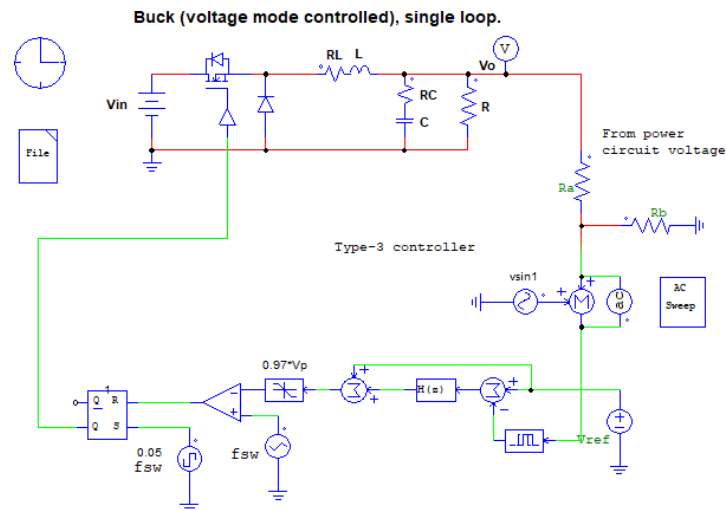 Buck (voltage mode controlled), single loop.
RL L
Vo
V
Vin
RC
C
R
File
From power
circuit voltage
Ra
Rb
Type-3 controller
vsin1
M
ac
AC
Sweep
0.97*Vp
1
Q R
Q S
H(z)
Vref
0.05
fsw
fsw